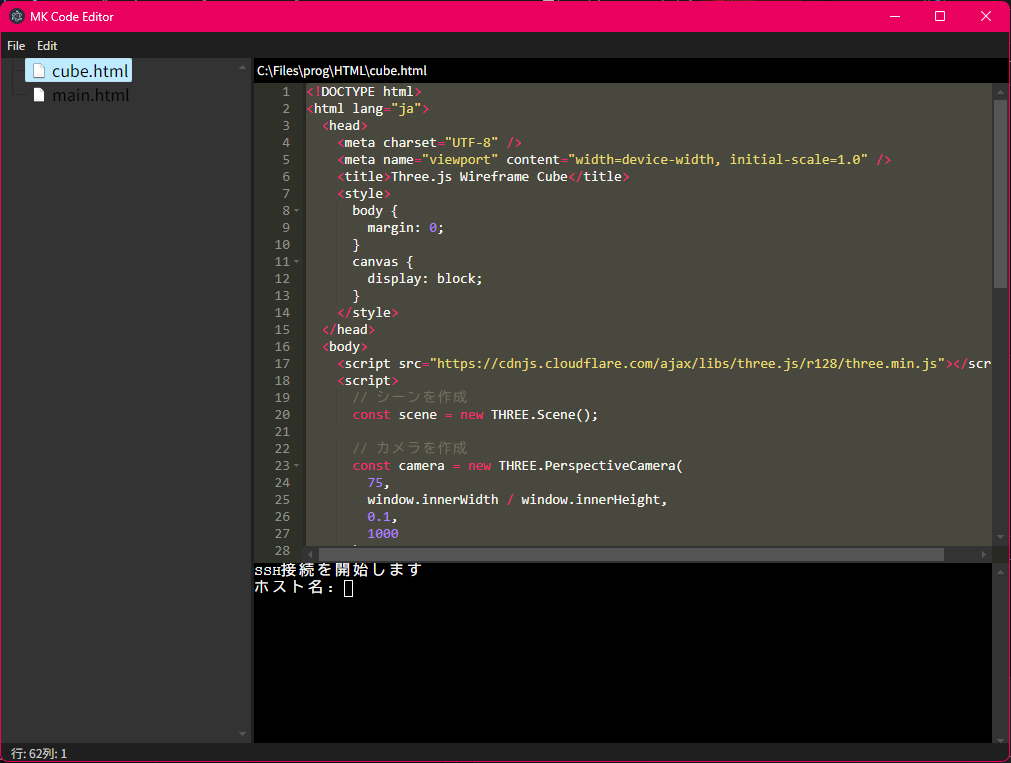 MK Code Editor
File Edit
cube.html
main.html
C:\Files\prog\HTML\cube.html
1 <!DOCTYPE html>
2 <html lang="ja">
3 <head>
4 <meta charset="UTF-8" />
5 <meta name="viewport" content="width=device-width, initial-scale=1.0" />
6 <title>Three.js Wireframe Cube</title>
7 <style>
8 body {
9 margin: 0;
10 }
11 canvas {
12 display: block;
13 }
14 </style>
15 </head>
16 <body>
17 <script src="https://cdnjs.cloudflare.com/ajax/libs/three.js/r128/three.min.js"></scr
18 <script>
19 // シーンを作成
20 const scene = new THREE.Scene();
21
22 // カメラを作成
23 const camera = new THREE.PerspectiveCamera(
24 75,
25 window.innerWidth / window.innerHeight,
26 0.1,
27 1000
28
SSH接続を開始します
ホスト名:
行: 62列: 1